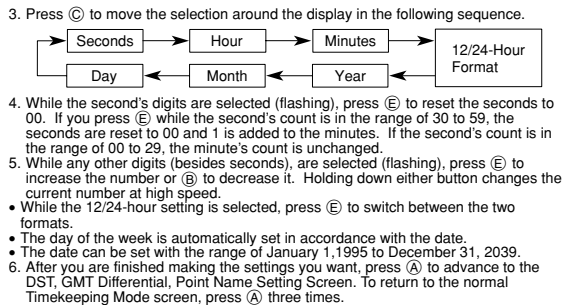 3. Press Ⓒ to move the selection around the display in the following sequence.
Seconds Hour Minutes 12/24-Hour
Format
Day Month Year
4. While the second's digits are selected (flashing), press Ⓔ to reset the seconds to
00. If you press Ⓔ while the second's count is in the range of 30 to 59, the
seconds are reset to 00 and 1 is added to the minutes. If the second's count is in
the range of 00 to 29, the minute's count is unchanged.
5. While any other digits (besides seconds), are selected (flashing), press Ⓔ to
increase the number or Ⓑ to decrease it. Holding down either button changes the
current number at high speed.
• While the 12/24-hour setting is selected, press Ⓔ to switch between the two
formats.
• The day of the week is automatically set in accordance with the date.
• The date can be set with the range of January 1,1995 to December 31, 2039.
6. After you are finished making the settings you want, press Ⓐ to advance to the
DST, GMT Differential, Point Name Setting Screen. To return to the normal
Timekeeping Mode screen, press Ⓐ three times.